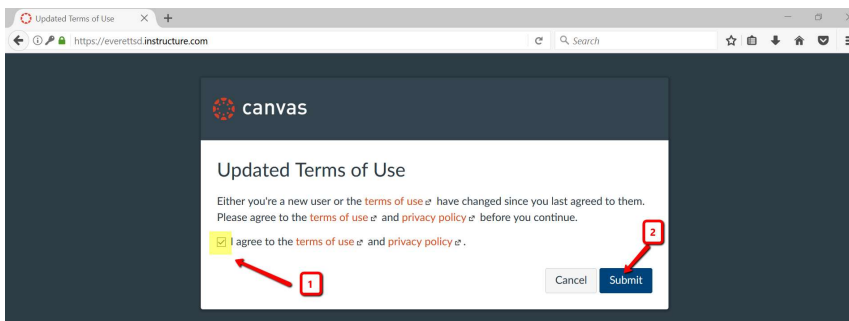 Updated Terms of Use
https://everettsd.instructure.com
Search
canvas
Updated Terms of Use
Either you're a new user or the terms of use have changed since you last agreed to them.
Please agree to the terms of use and privacy policy before you continue.
I agree to the terms of use and privacy policy.
2
1
Cancel Submit